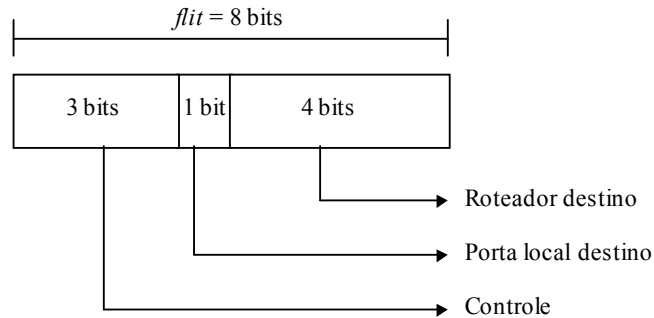 flit = 8 bits
3 bits
1 bit
4 bits
Roteador destino
Porta local destino
Controle